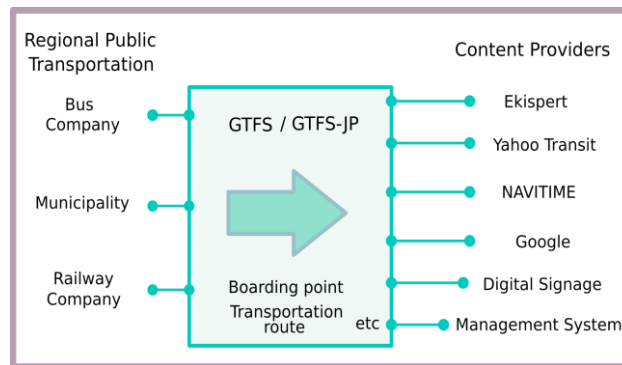 Regional Public
Transportation
Bus
Company
Municipality
Railway
Company
GTFS / GTFS-JP
Boarding point
Transportation
route
etc
Content Providers
Ekispert
Yahoo Transit
NAVITIME
Google
Digital Signage
Management System